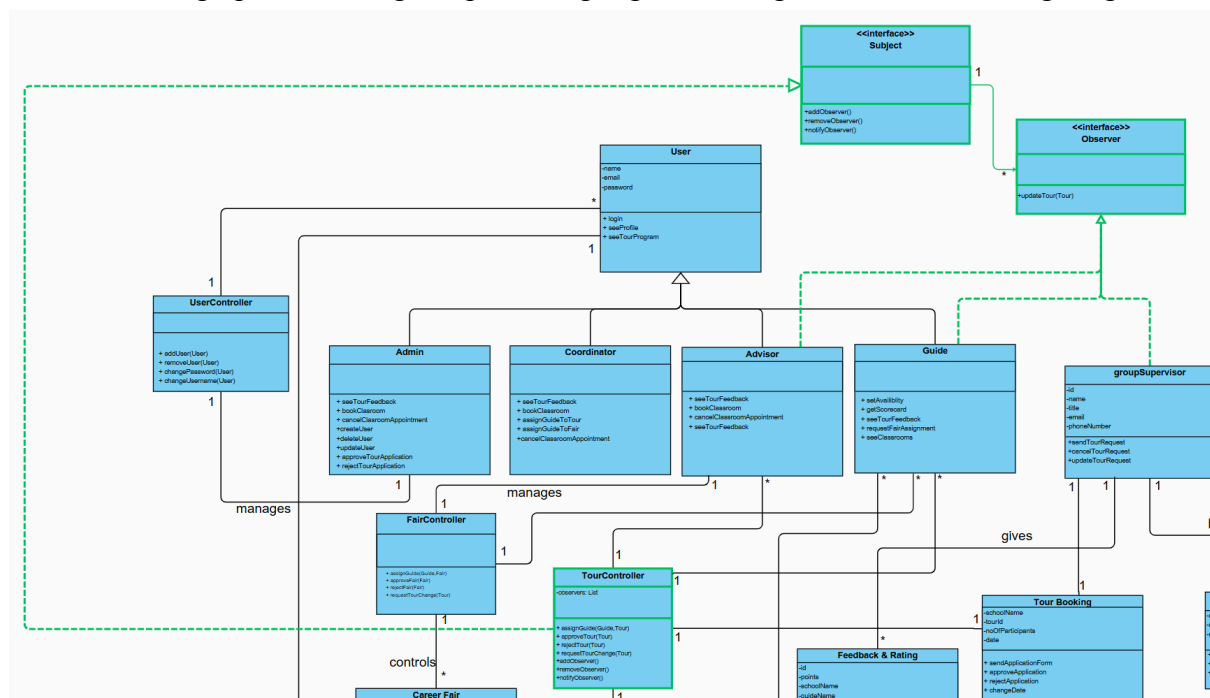 <<interface>>
Subject
+addObserver()
+removeObserver()
+notifyObserver()
1
*
<<interface>>
Observer
+updateTour(Tour)
User
-name
-email
-password
+ login
+ seeProfile
+ seeTourProgram
*
1
1
UserController
+ addUser(User)
+ removeUser(User)
+ changePassword(User)
+ changeUsername(User)
1
manages
1
Admin
+ seeTourFeedback
+ bookClassroom
+ cancelClasroomAppointment
+createUser
+deleteUser
+updateUser
+ approveTourApplication
+ rejectTourApplication
Coordinator
+ seeTourFeedback
+ bookClassroom
+ assignGuideToTour
+ assignGuideToFair
+cancelClassroomAppointment
Advisor
+ seeTourFeedback
+ bookClassroom
+ cancelClassroomAppointment
+ seeTourFeedback
Guide
+ setAvailiblity
+ getScorecard
+ seeTourFeedback
+ requestFairAssignment
+ seeClassrooms
groupSupervisor
-id
-name
-title
-email
-phoneNumber
+sendTourRequest
+cancelTourRequest
+updateTourRequest
manages
1
1
*
*
*
*
1
1
1
FairController
+ assignGuide(Guide,Fair)
+ approveFair(Fair)
+ rejectFair(Fair)
+ requestTourChange(Tour)
1
1
controls
*
Career Fair
1
TourController
-observers: List
+ assignGuide(Guide,Tour)
+ approveTour(Tour)
+ rejectTour(Tour)
+ requestTourChange(Tour)
+addObserver()
+removeObserver()
+notifyObserver()
1
1
1
gives
*
Feedback & Rating
-id
-points
-schoolName
-guideName
1
1
Tour Booking
-schoolName
-tourId
-noOfParticipants
-date
+ sendApplicationForm
+ approveApplication
+ rejectApplication
+ changeDate